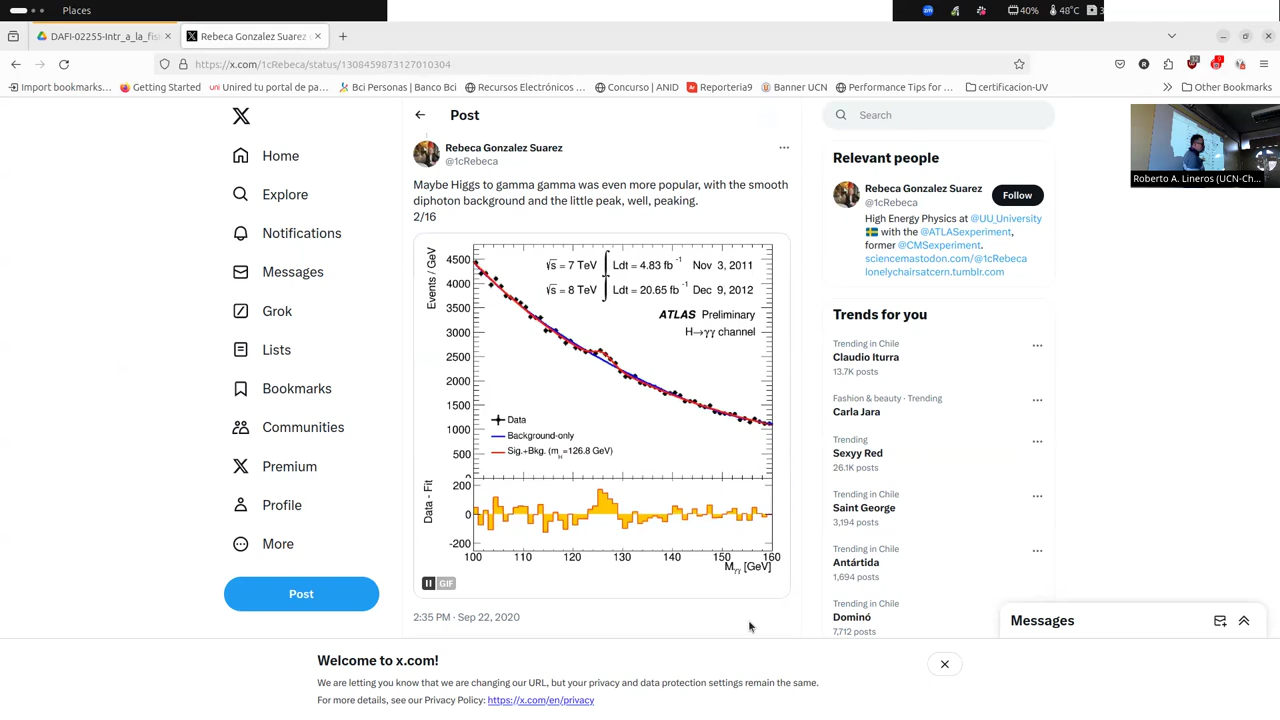 Places
40%
48°C
3
DAFI-02255-Intr_a_la_fis
Rebeca Gonzalez Suarez
https://x.com/1cRebeca/status/1308459873127010304
Import bookmarks...
Getting Started
uni Unired tu portal de pa...
Bci Personas | Banco Bci
Recursos Electrónicos ...
Concurso | ANID
Reporteria9
Banner UCN
Performance Tips for ...
certificacion-UV
Other Bookmarks
Home
Explore
Notifications
Messages
Grok
Lists
Bookmarks
Communities
Premium
Profile
More
Post
Post
Rebeca Gonzalez Suarez
@1cRebeca
Maybe Higgs to gamma gamma was even more popular, with the smooth
diphoton background and the little peak, well, peaking.
2/16
Events / GeV
4500
4000
3500
3000
2500
2000
1500
1000
500
0
√s = 7 TeV ∫ Ldt = 4.83 fb⁻¹ Nov 3, 2011
√s = 8 TeV ∫ Ldt = 20.65 fb⁻¹ Dec 9, 2012
ATLAS Preliminary
H→γγ channel
Data
Background-only
Sig.+Bkg. (m_H=126.8 GeV)
Data - Fit
200
0
-200
100 110 120 130 140 150 160
M_γγ [GeV]
GIF
2:35 PM · Sep 22, 2020
Search
Relevant people
Rebeca Gonzalez Suarez
@1cRebeca
Follow
High Energy Physics at @UU_University
🇸🇪 with the @ATLASexperiment,
former @CMSexperiment.
sciencemastodon.com/@1cRebeca
lonelychairsatcern.tumblr.com
Trends for you
Trending in Chile
Claudio Iturra
13.7K posts
Fashion & beauty · Trending
Carla Jara
Trending
Sexyy Red
26.1K posts
Trending in Chile
Saint George
3,194 posts
Trending in Chile
Antártida
1,694 posts
Trending in Chile
Dominó
7,712 posts
Messages
Roberto A. Lineros (UCN-Ch...
Welcome to x.com!
We are letting you know that we are changing our URL, but your privacy and data protection settings remain the same.
For more details, see our Privacy Policy: https://x.com/en/privacy